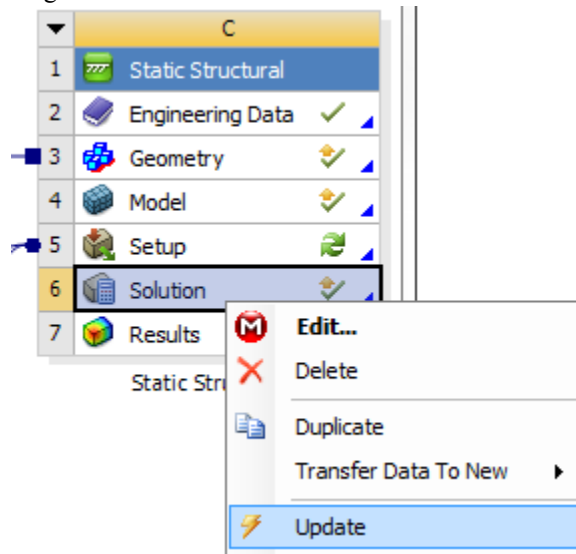 C
1 Static Structural
2 Engineering Data
3 Geometry
4 Model
5 Setup
6 Solution
7 Results
Edit...
Static Str
Delete
Duplicate
Transfer Data To New
Update